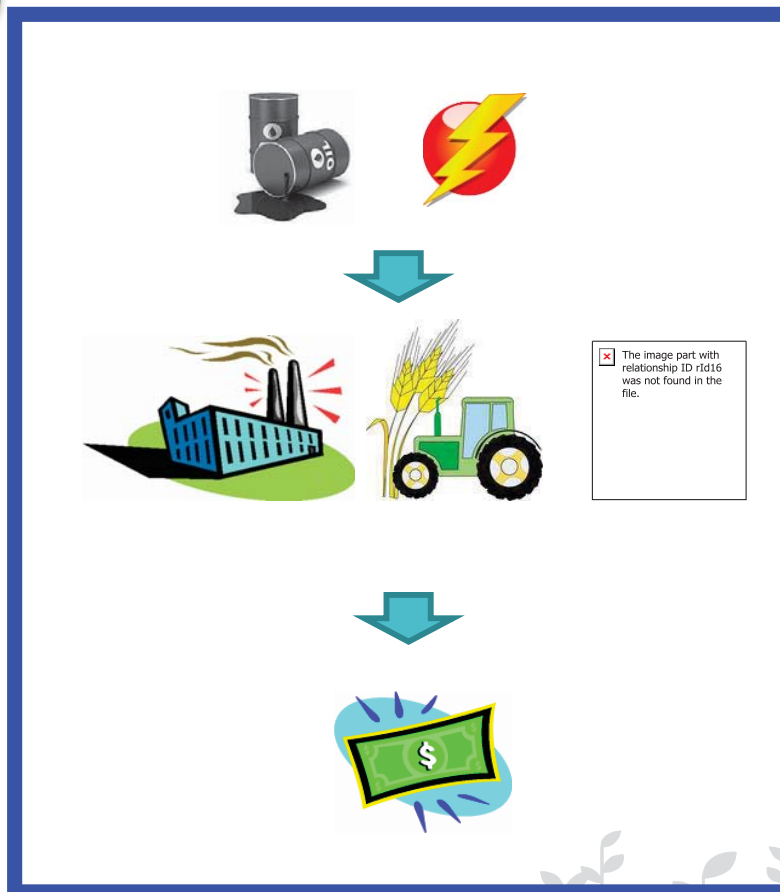 OIL
The image part with
relationship ID rId16
was not found in the
file.
$